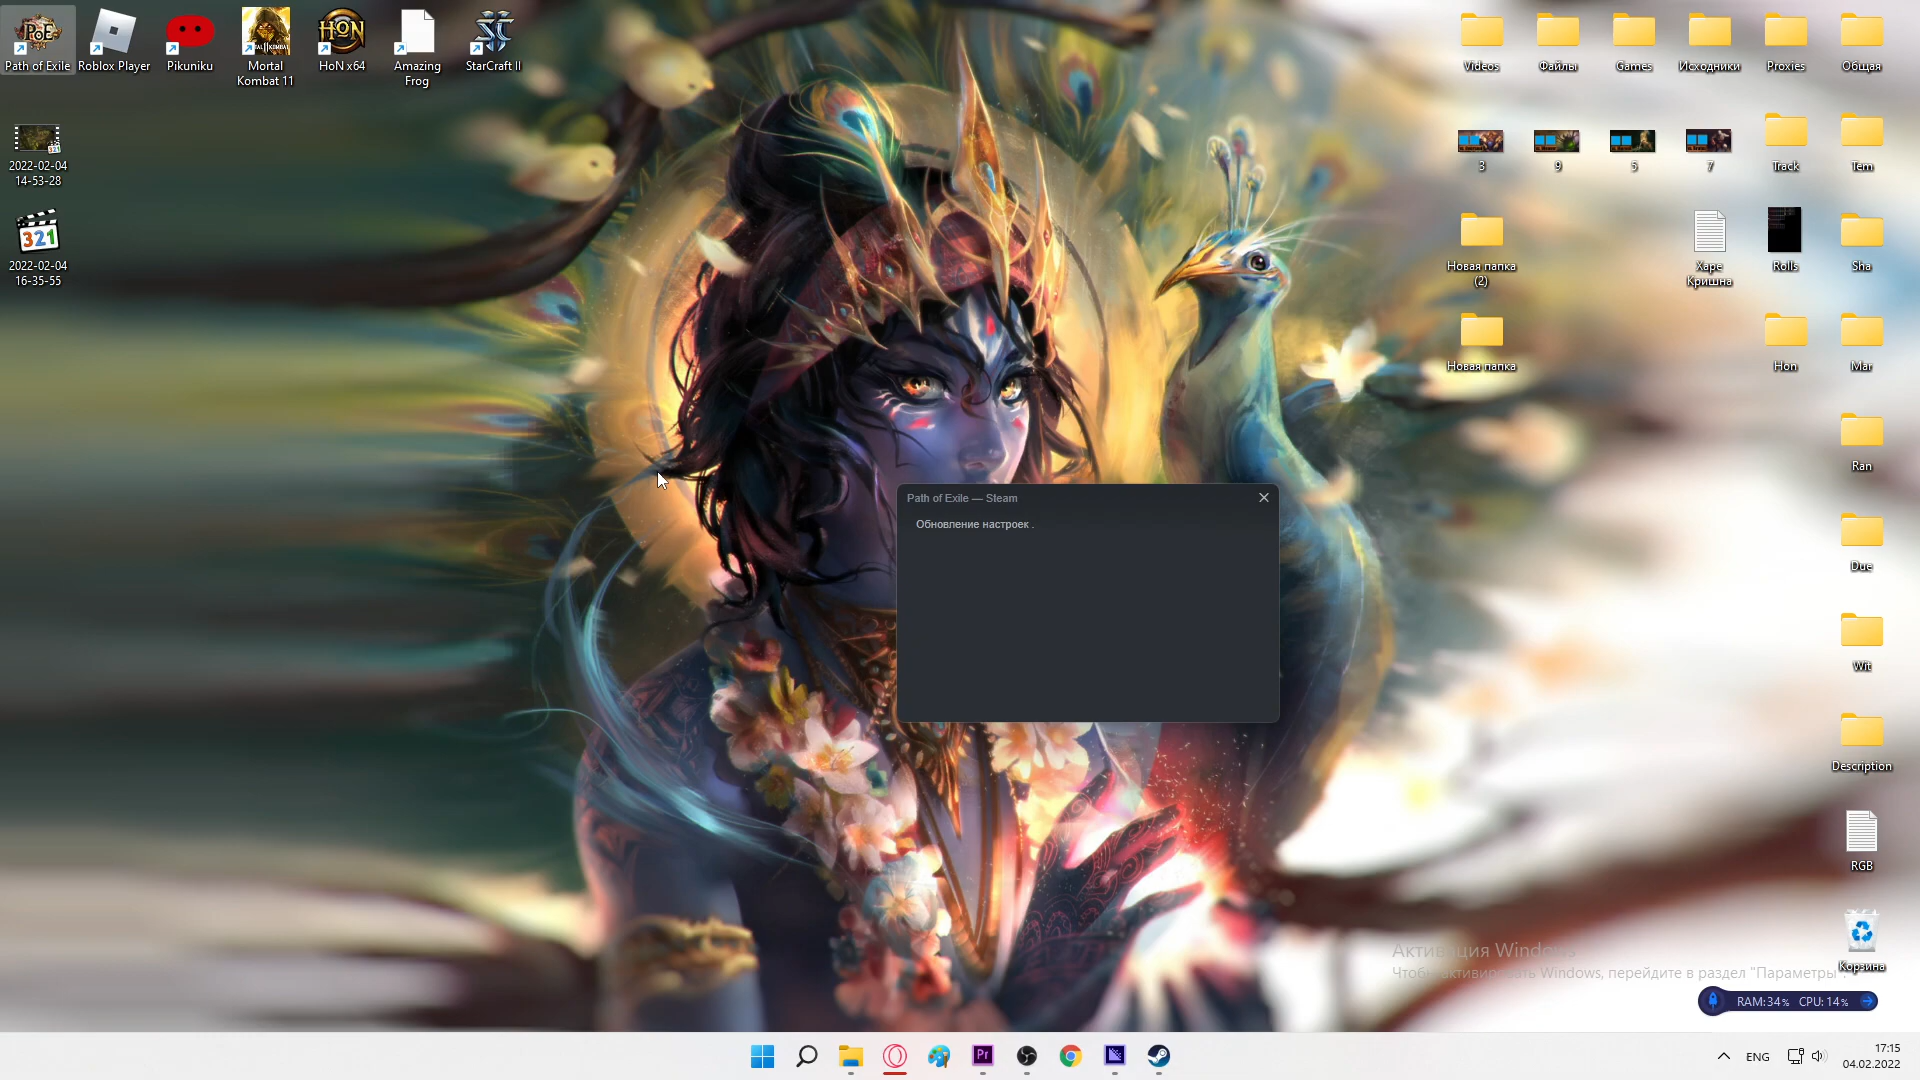 Path of Exile
Roblox Player
Pikuniku
Mortal
Kombat 11
HoN x64
Amazing
Frog
StarCraft II
Videos
Файлы
Games
Исходники
Proxies
Общая
2022-02-04
14-53-28
3
9
5
7
Track
Tem
321
2022-02-04
16-35-55
Новая папка
(2)
Харе
Кришна
Rolls
Sha
Новая папка
Hon
Mar
Ran
Path of Exile — Steam
Обновление настроек .
Due
Wit
Description
RGB
Активация Windows
Чтобы активировать Windows, перейдите в раздел "Параметры".
Корзина
RAM: 34% CPU: 14%
Pr
ENG
17:15
04.02.2022